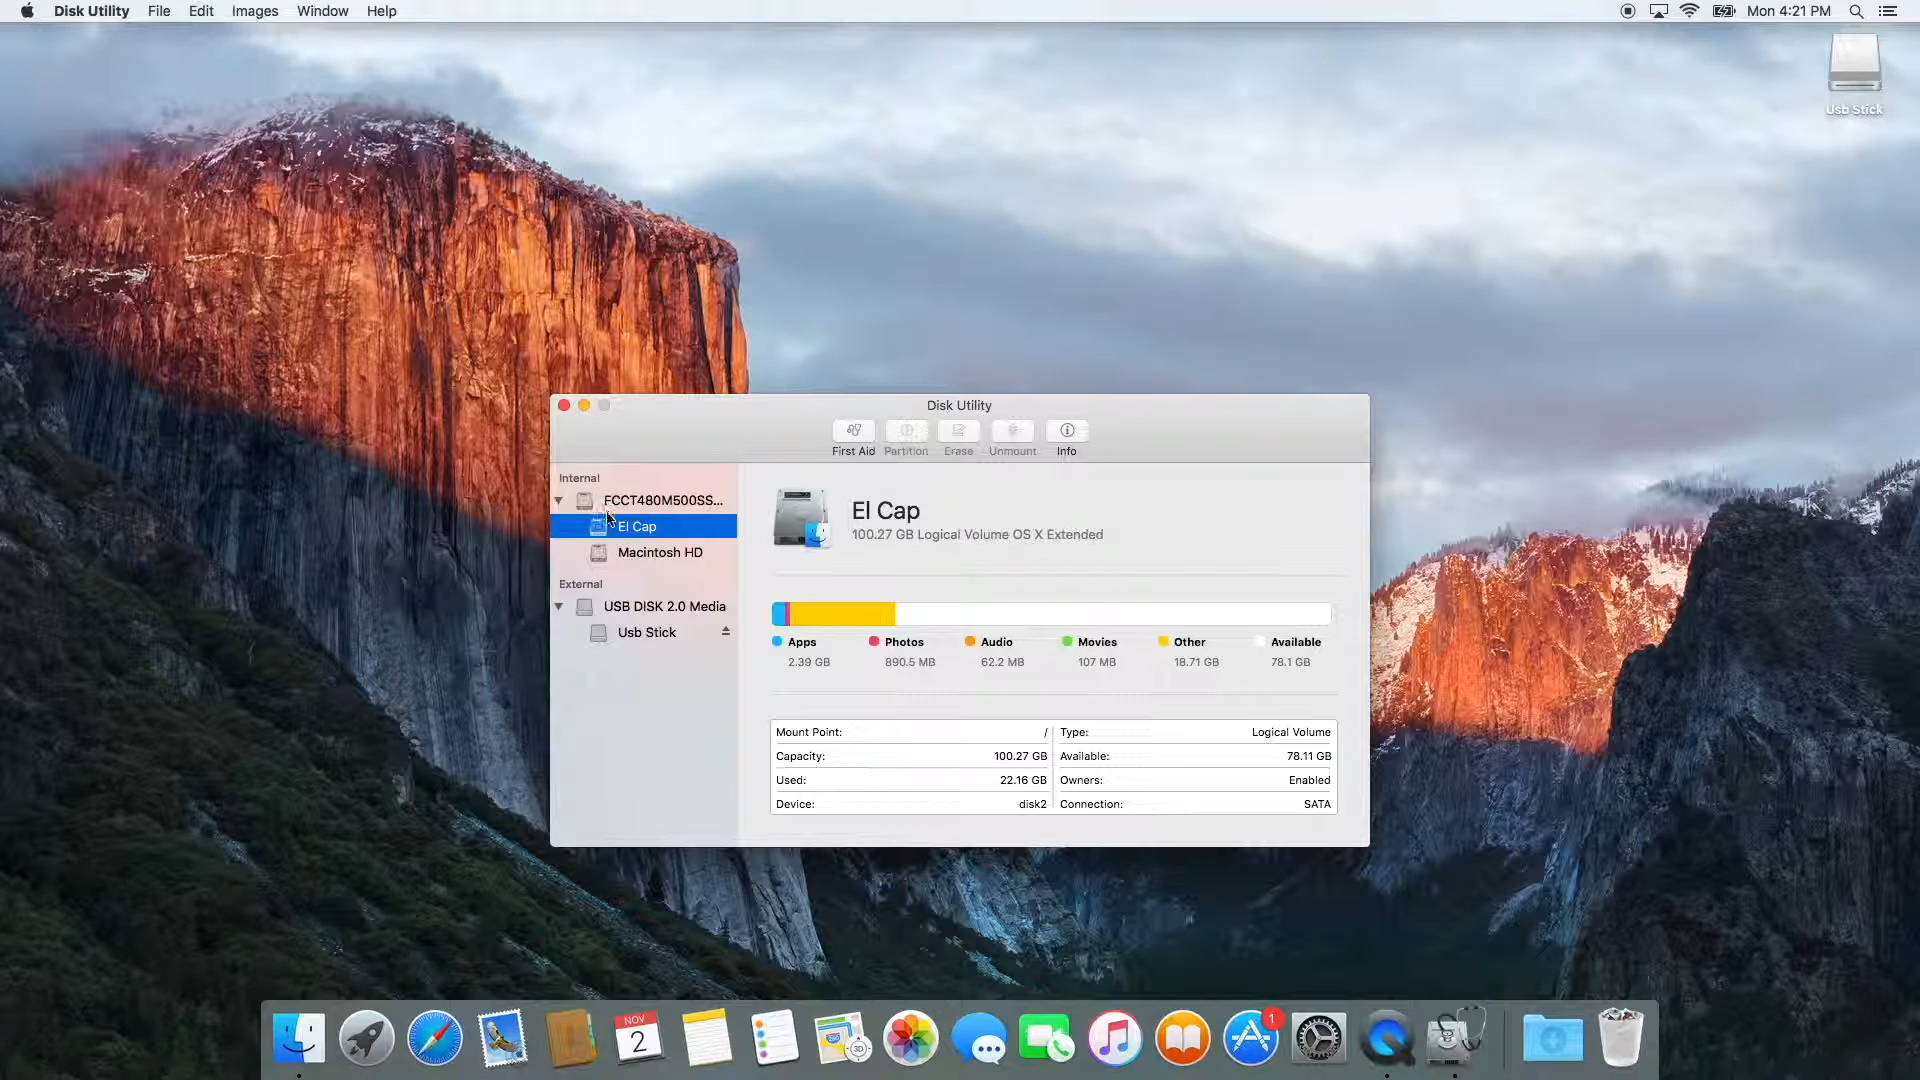 Disk Utility File Edit Images Window Help Mon 4:21 PM
Usb Stick
Disk Utility
First Aid Partition Erase Unmount Info
Internal
FCCT480M500SS...
El Cap
Macintosh HD
External
USB DISK 2.0 Media
Usb Stick
El Cap
100.27 GB Logical Volume OS X Extended
Apps Photos Audio Movies Other Available
2.39 GB 890.5 MB 62.2 MB 107 MB 18.71 GB 78.1 GB
Mount Point: / Type: Logical Volume
Capacity: 100.27 GB Available: 78.11 GB
Used: 22.16 GB Owners: Enabled
Device: disk2 Connection: SATA
NOV
2
3D
1